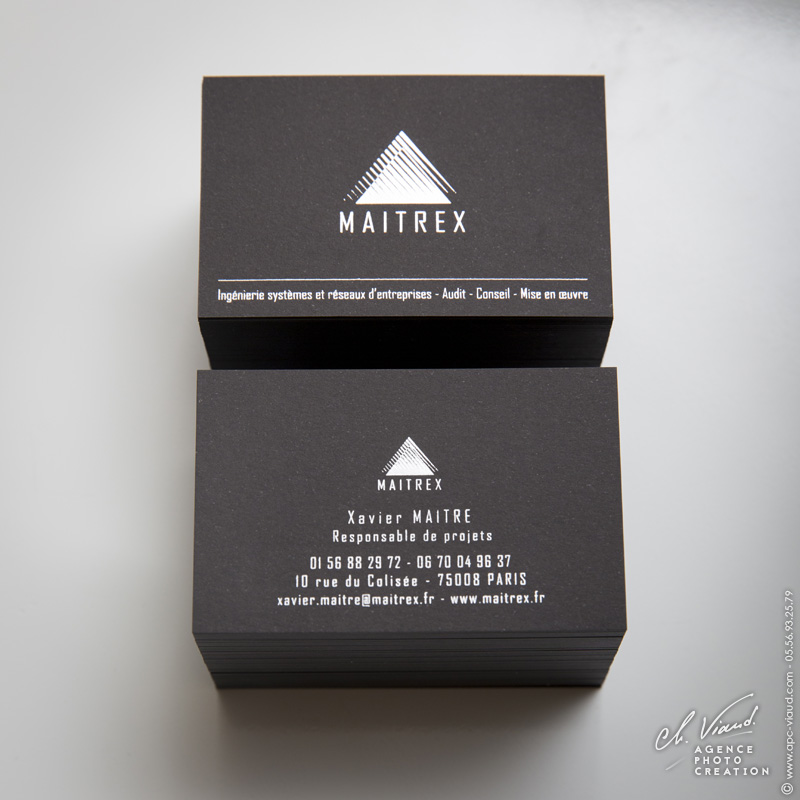 MAITREX
Ingénierie systèmes et réseaux d'entreprises - Audit - Conseil - Mise en œuvre
MAITREX
Xavier MAITRE
Responsable de projets
01 56 88 29 72 - 06 70 04 96 37
10 rue du Colisée - 75008 PARIS
xavier.maitre@maitrex.fr - www.maitrex.fr
Ch. Viaud.
AGENCE
PHOTO
CREATION
© www.apc-viaud.com - 05.56.93.25.79